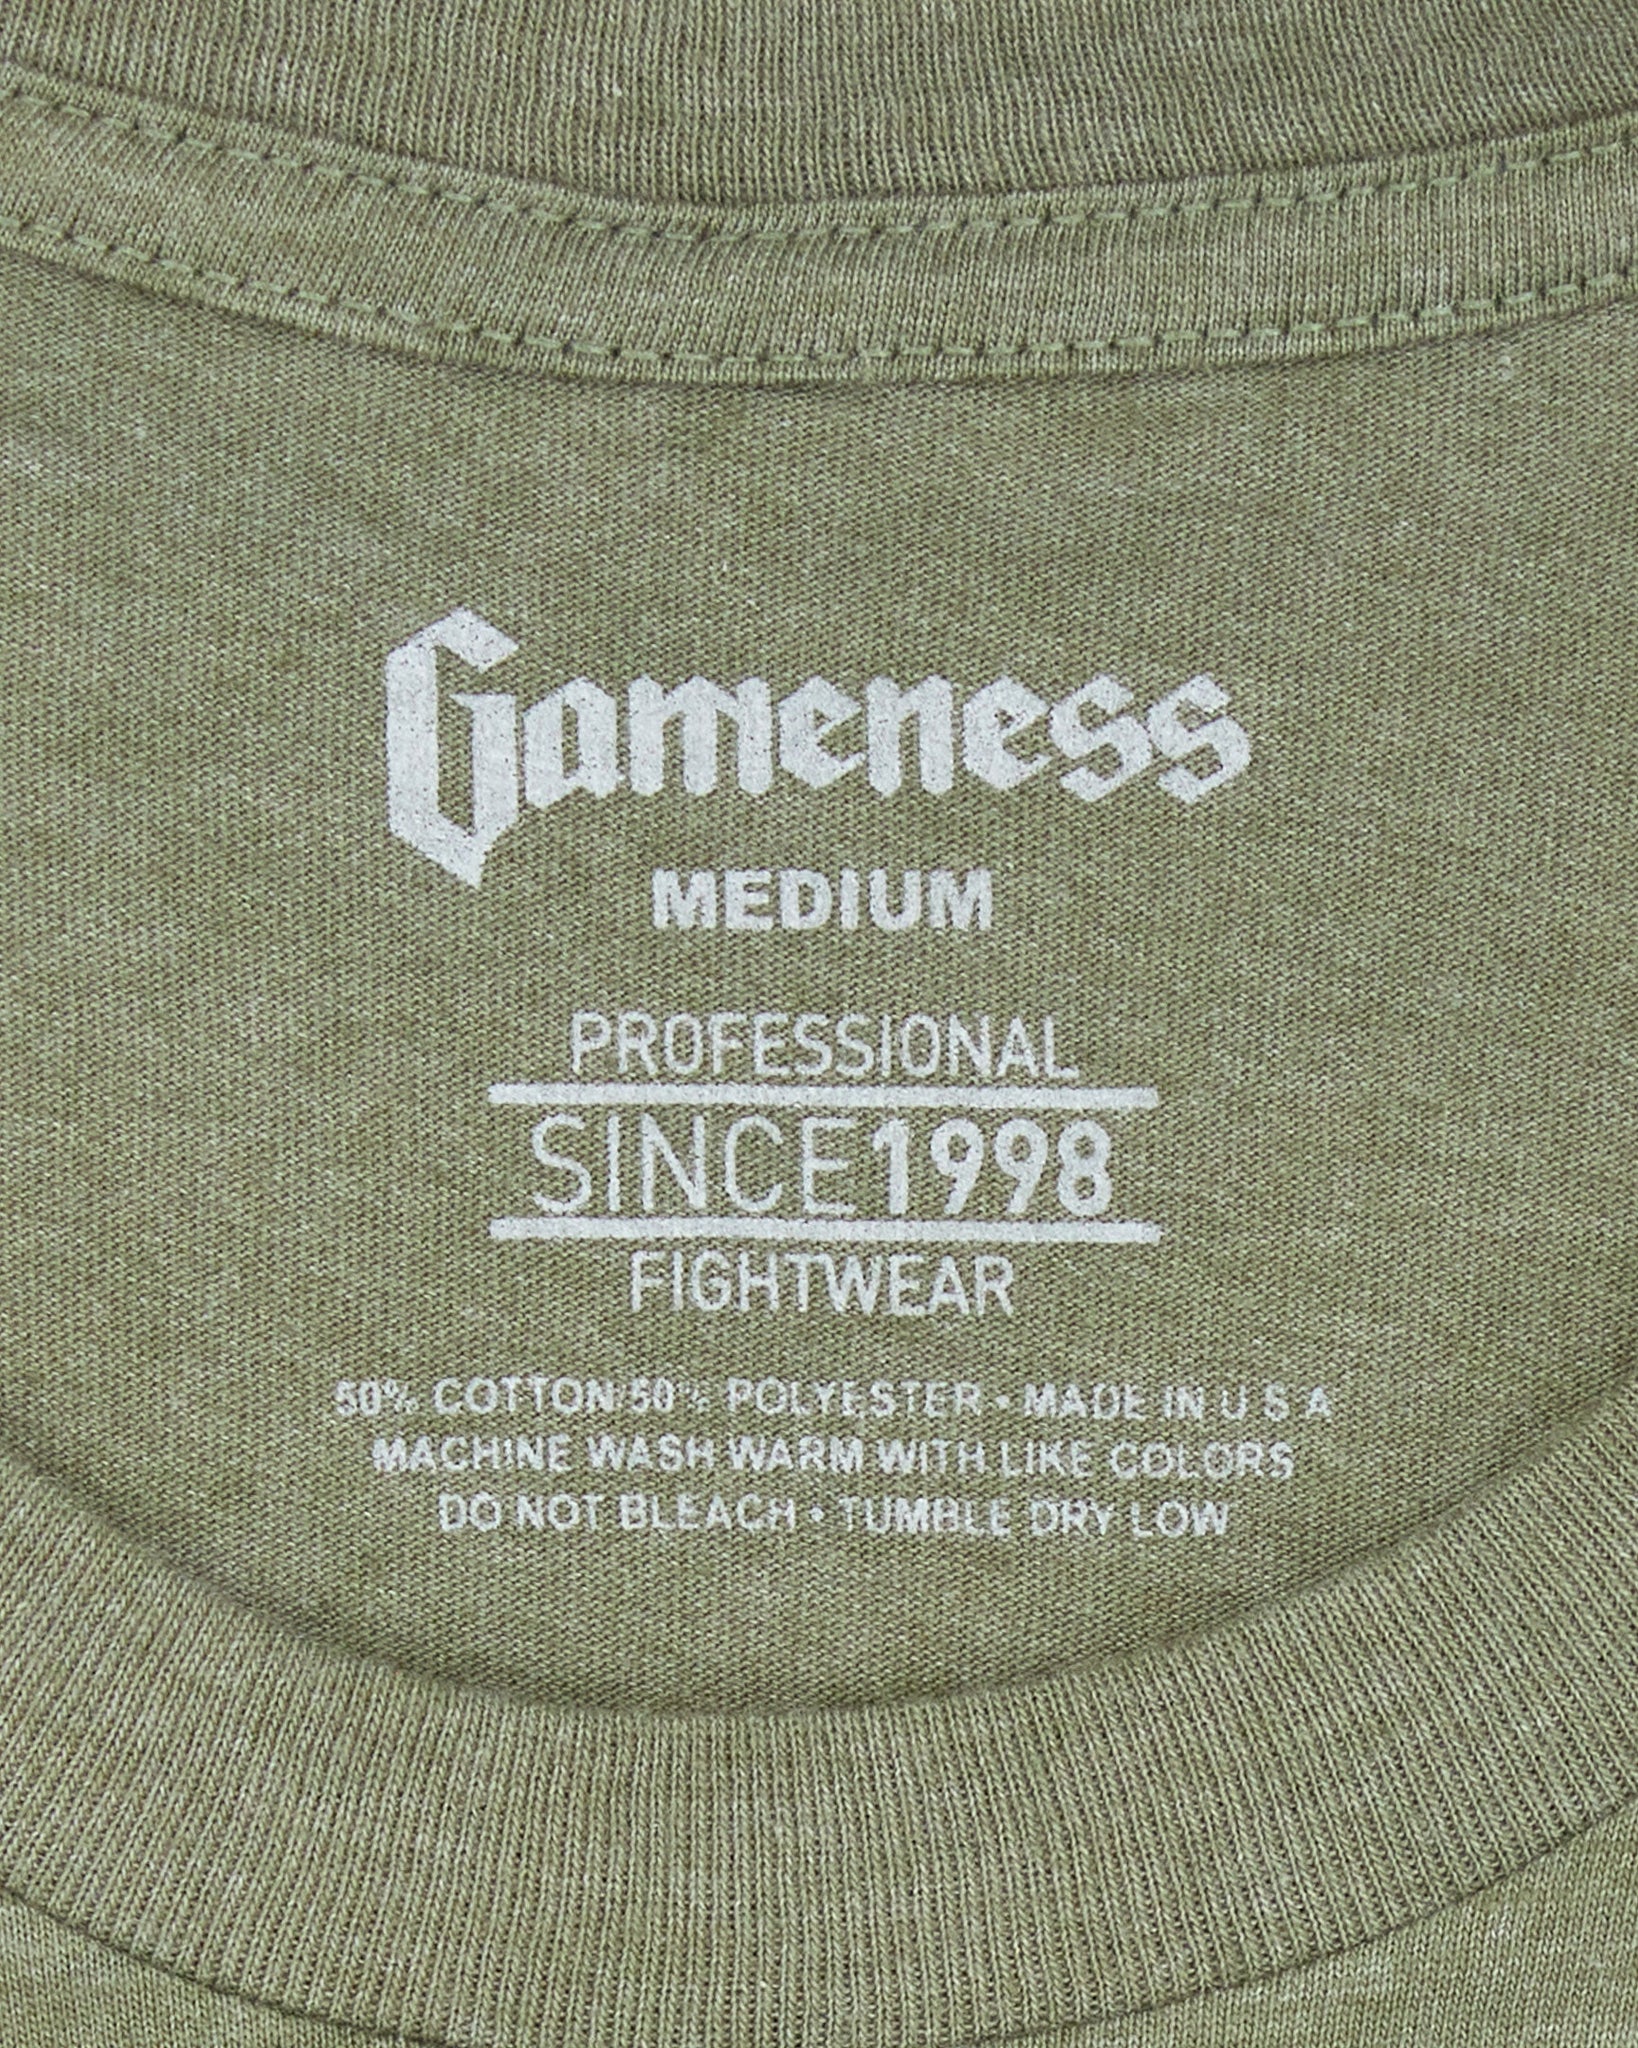 Gameness
MEDIUM
PROFESSIONAL
SINCE1998
FIGHTWEAR
50% COTTON/50% POLYESTER • MADE IN U S A
MACHINE WASH WARM WITH LIKE COLORS
DO NOT BLEACH • TUMBLE DRY LOW